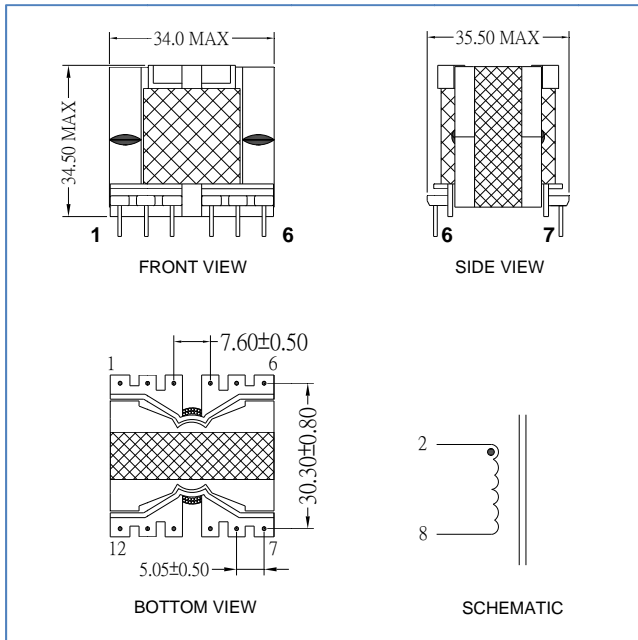 34.0 MAX
35.50 MAX
34.50 MAX
1
6
6
7
FRONT VIEW
SIDE VIEW
7.60±0.50
1
6
30.30±0.80
2
8
12
7
5.05±0.50
BOTTOM VIEW
SCHEMATIC